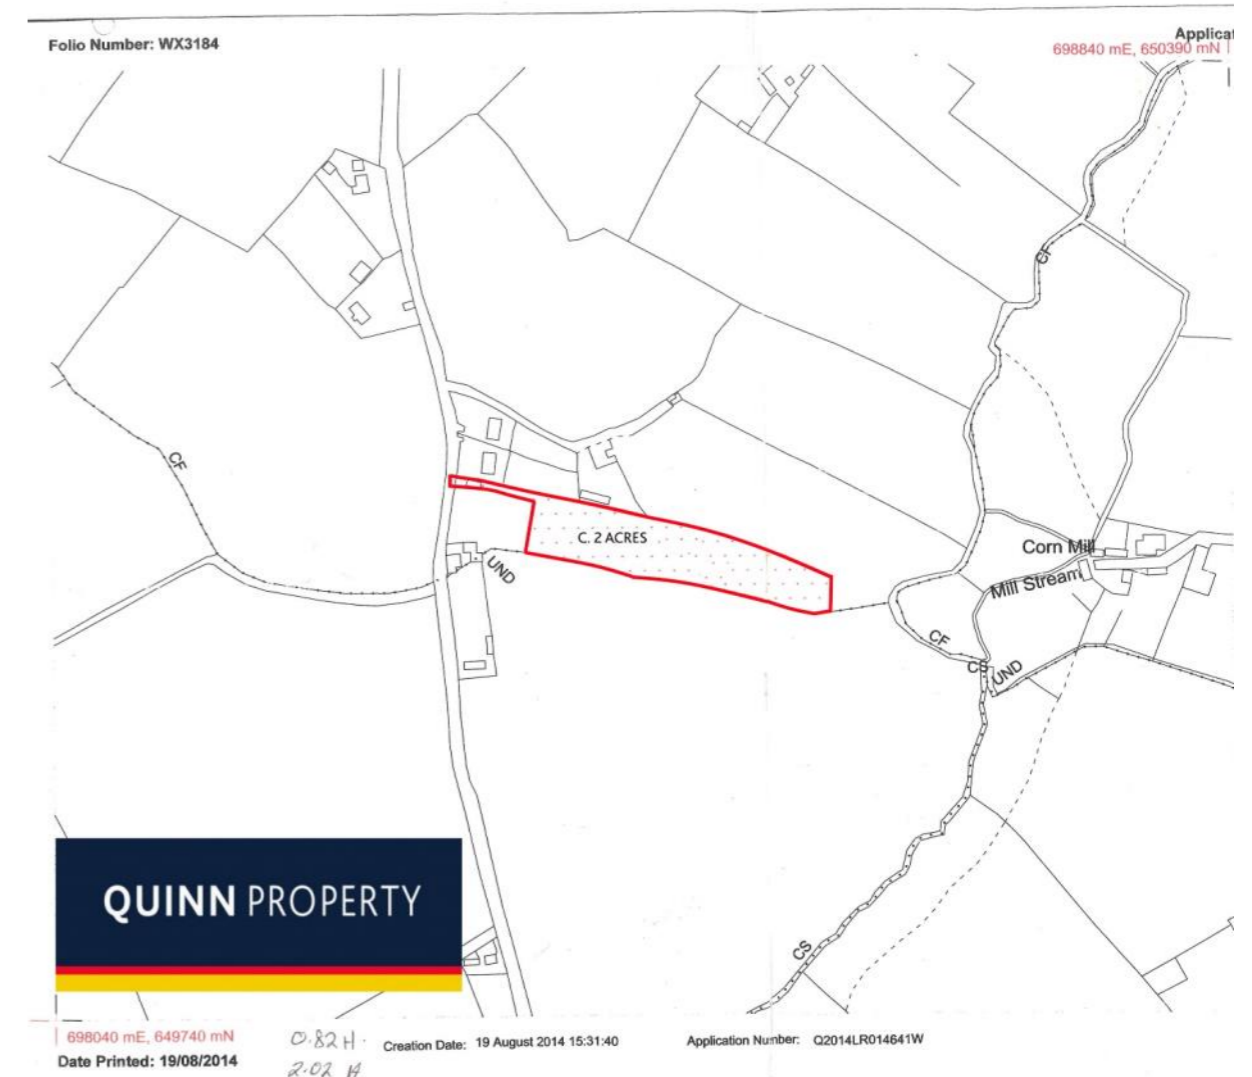 Folio Number: WX3184
Applicat
698840 mE, 650390 mN
CF
CF
UND
C. 2 ACRES
Corn Mill
Mill Stream
CF
CS
UND
CS
QUINN PROPERTY
698040 mE, 649740 mN
Date Printed: 19/08/2014
0.82 H.
2.02 A
Creation Date: 19 August 2014 15:31:40
Application Number: Q2014LR014641W